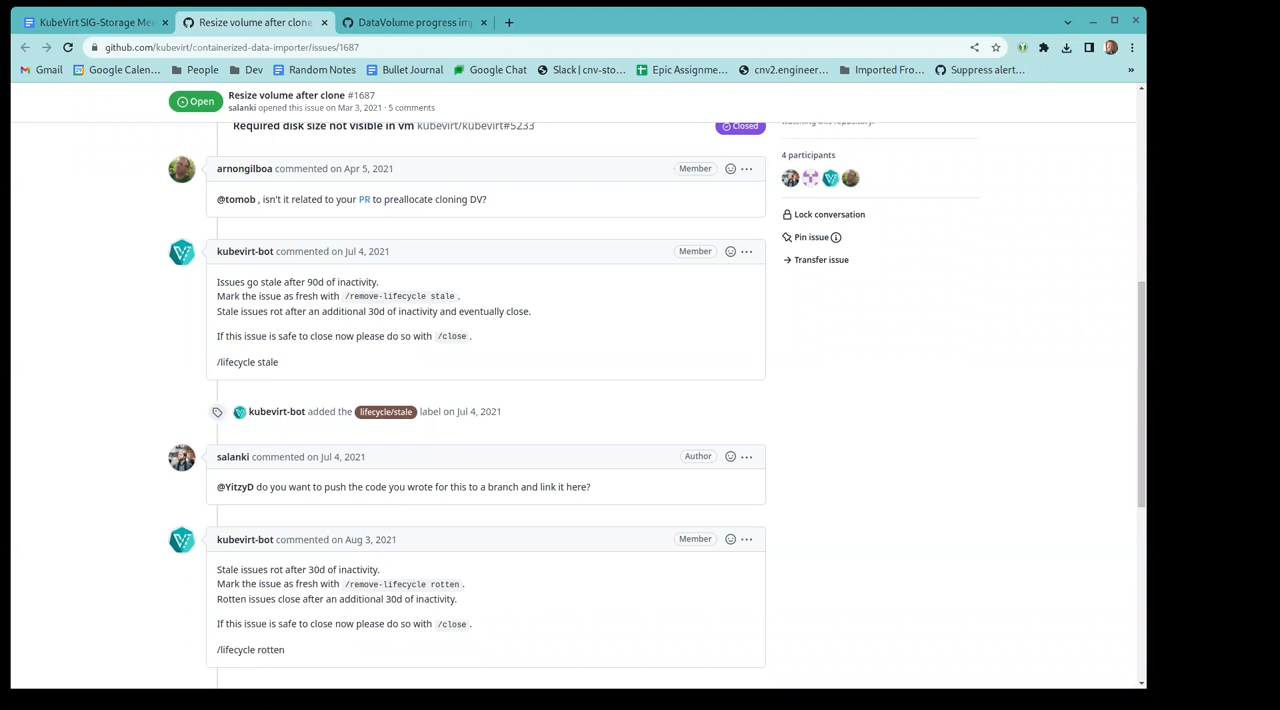 KubeVirt SIG-Storage Me
Resize volume after clone
DataVolume progress im
github.com/kubevirt/containerized-data-importer/issues/1687
Gmail
Google Calen...
People
Dev
Random Notes
Bullet Journal
Google Chat
Slack | cnv-sto...
Epic Assignme...
cnv2.engineer...
Imported Fro...
Suppress alert...
»
Open
Resize volume after clone #1687
salanki opened this issue on Mar 3, 2021 · 5 comments
Required disk size not visible in vm kubevirt/kubevirt#5233
Closed
watching this repository.
4 participants
Lock conversation
Pin issue
Transfer issue
arnongilboa commented on Apr 5, 2021
Member
@tomob , isn't it related to your PR to preallocate cloning DV?
kubevirt-bot commented on Jul 4, 2021
Member
Issues go stale after 90d of inactivity.
Mark the issue as fresh with /remove-lifecycle stale .
Stale issues rot after an additional 30d of inactivity and eventually close.
If this issue is safe to close now please do so with /close .
/lifecycle stale
kubevirt-bot added the lifecycle/stale label on Jul 4, 2021
salanki commented on Jul 4, 2021
Author
@YitzyD do you want to push the code you wrote for this to a branch and link it here?
kubevirt-bot commented on Aug 3, 2021
Member
Stale issues rot after 30d of inactivity.
Mark the issue as fresh with /remove-lifecycle rotten .
Rotten issues close after an additional 30d of inactivity.
If this issue is safe to close now please do so with /close .
/lifecycle rotten